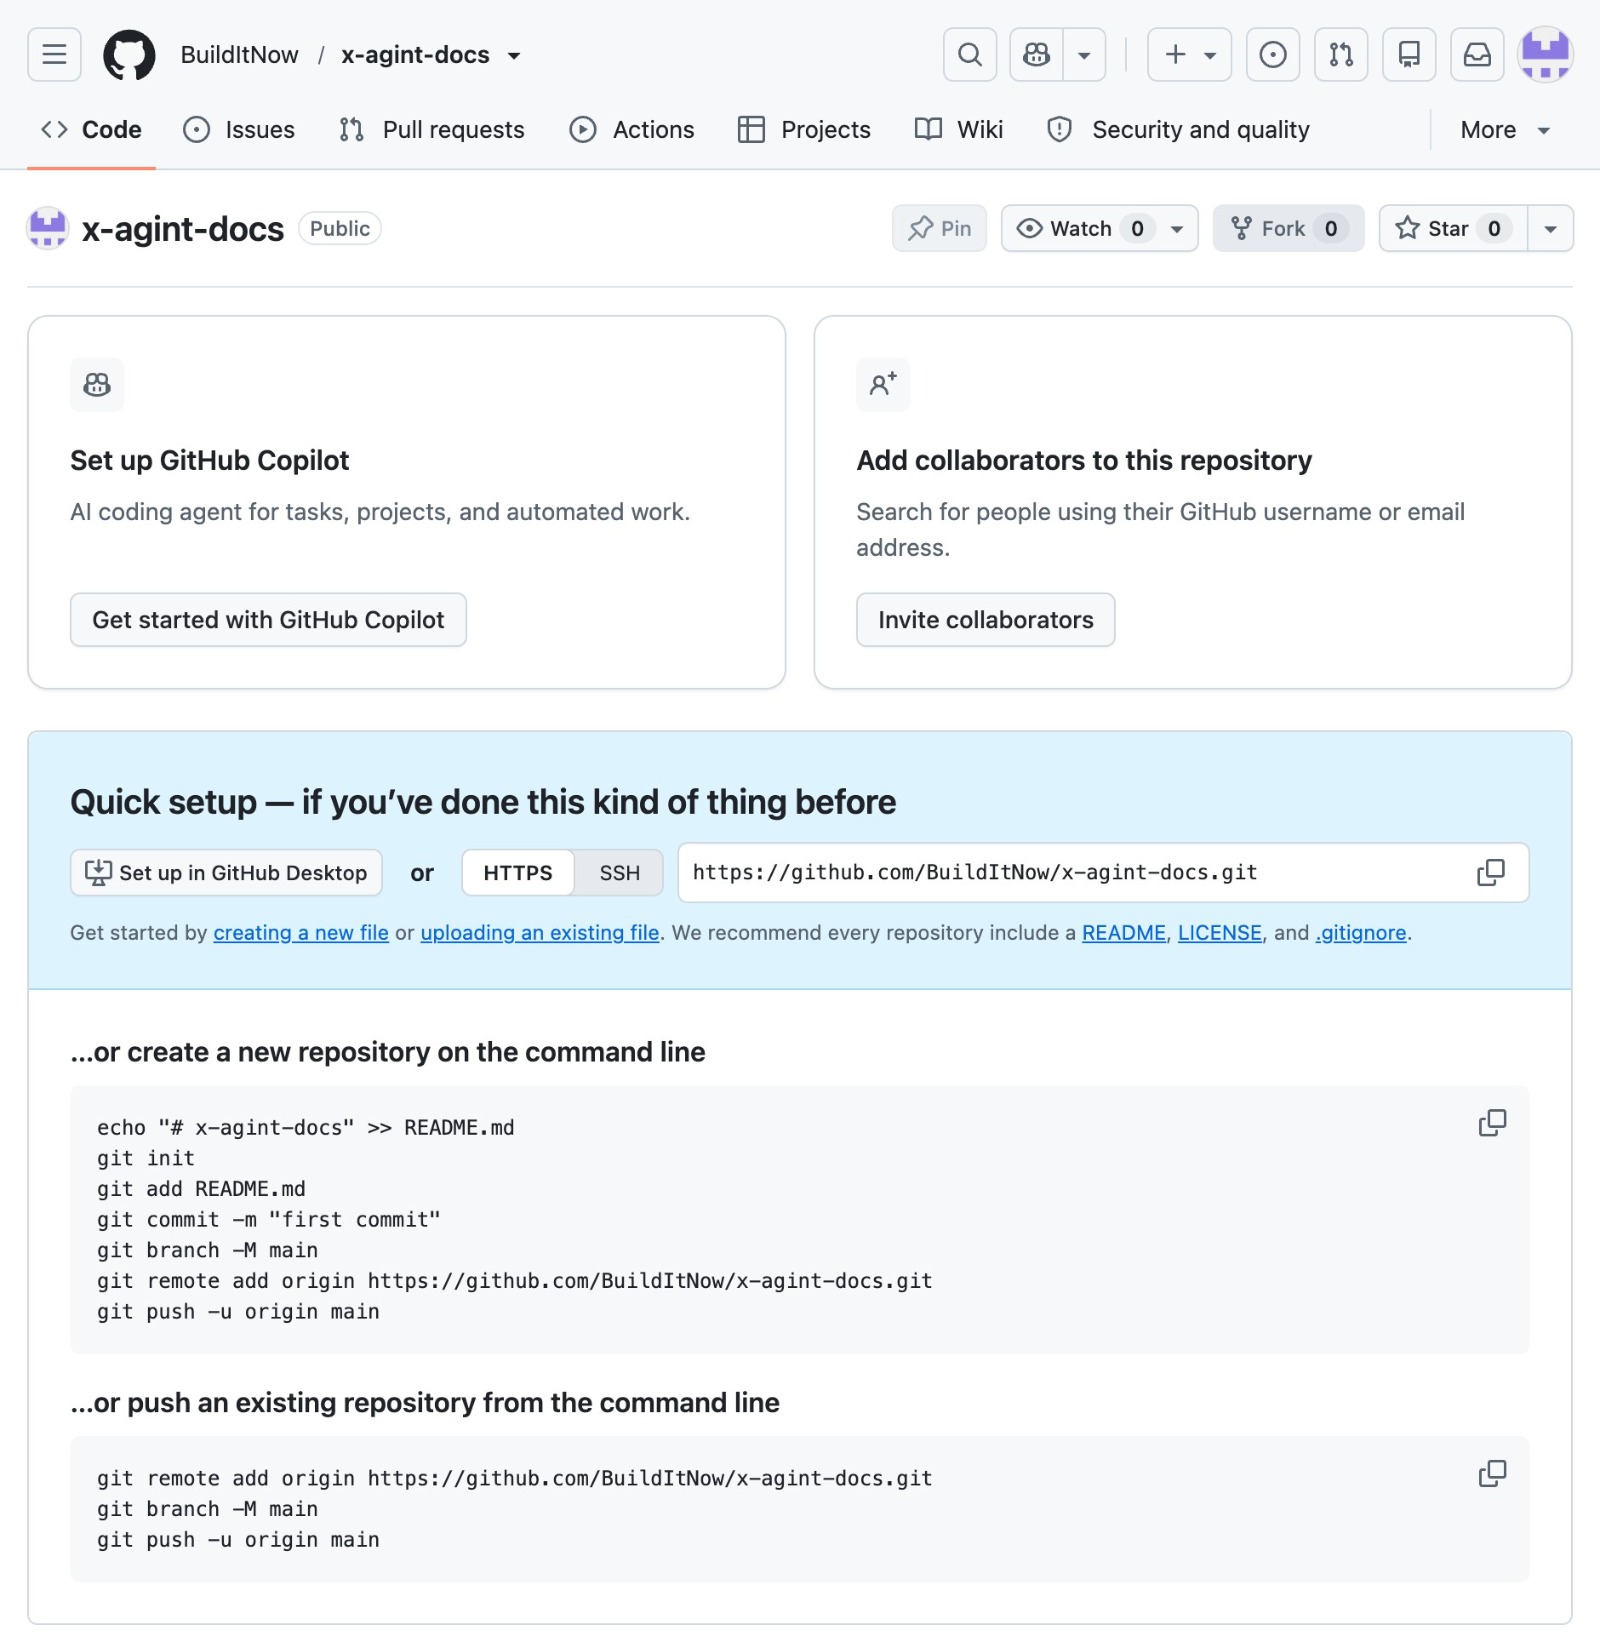 BuildItNow / x-agint-docs
Code Issues Pull requests Actions Projects Wiki Security and quality More
x-agint-docs Public Pin Watch 0 Fork 0 Star 0
Set up GitHub Copilot
AI coding agent for tasks, projects, and automated work.
Get started with GitHub Copilot
Add collaborators to this repository
Search for people using their GitHub username or email
address.
Invite collaborators
Quick setup — if you’ve done this kind of thing before
Set up in GitHub Desktop or HTTPS SSH https://github.com/BuildItNow/x-agint-docs.git
Get started by creating a new file or uploading an existing file. We recommend every repository include a README, LICENSE, and .gitignore.
…or create a new repository on the command line
echo "# x-agint-docs" >> README.md
git init
git add README.md
git commit -m "first commit"
git branch -M main
git remote add origin https://github.com/BuildItNow/x-agint-docs.git
git push -u origin main
…or push an existing repository from the command line
git remote add origin https://github.com/BuildItNow/x-agint-docs.git
git branch -M main
git push -u origin main